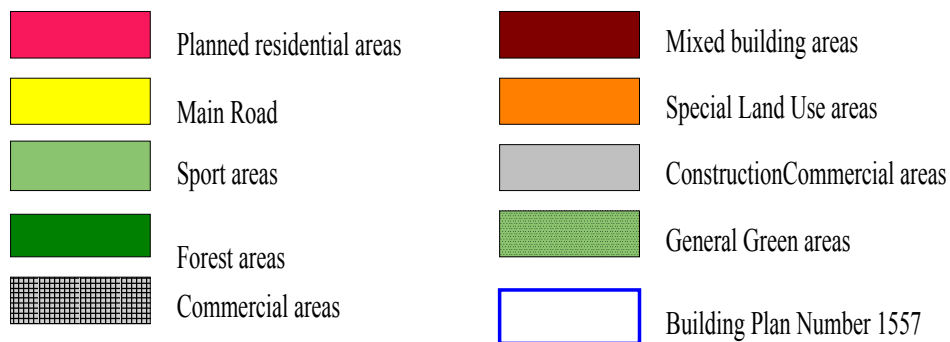 Planned residential areas
Main Road
Sport areas
Forest areas
Commercial areas
Mixed building areas
Special Land Use areas
ConstructionCommercial areas
General Green areas
Building Plan Number 1557